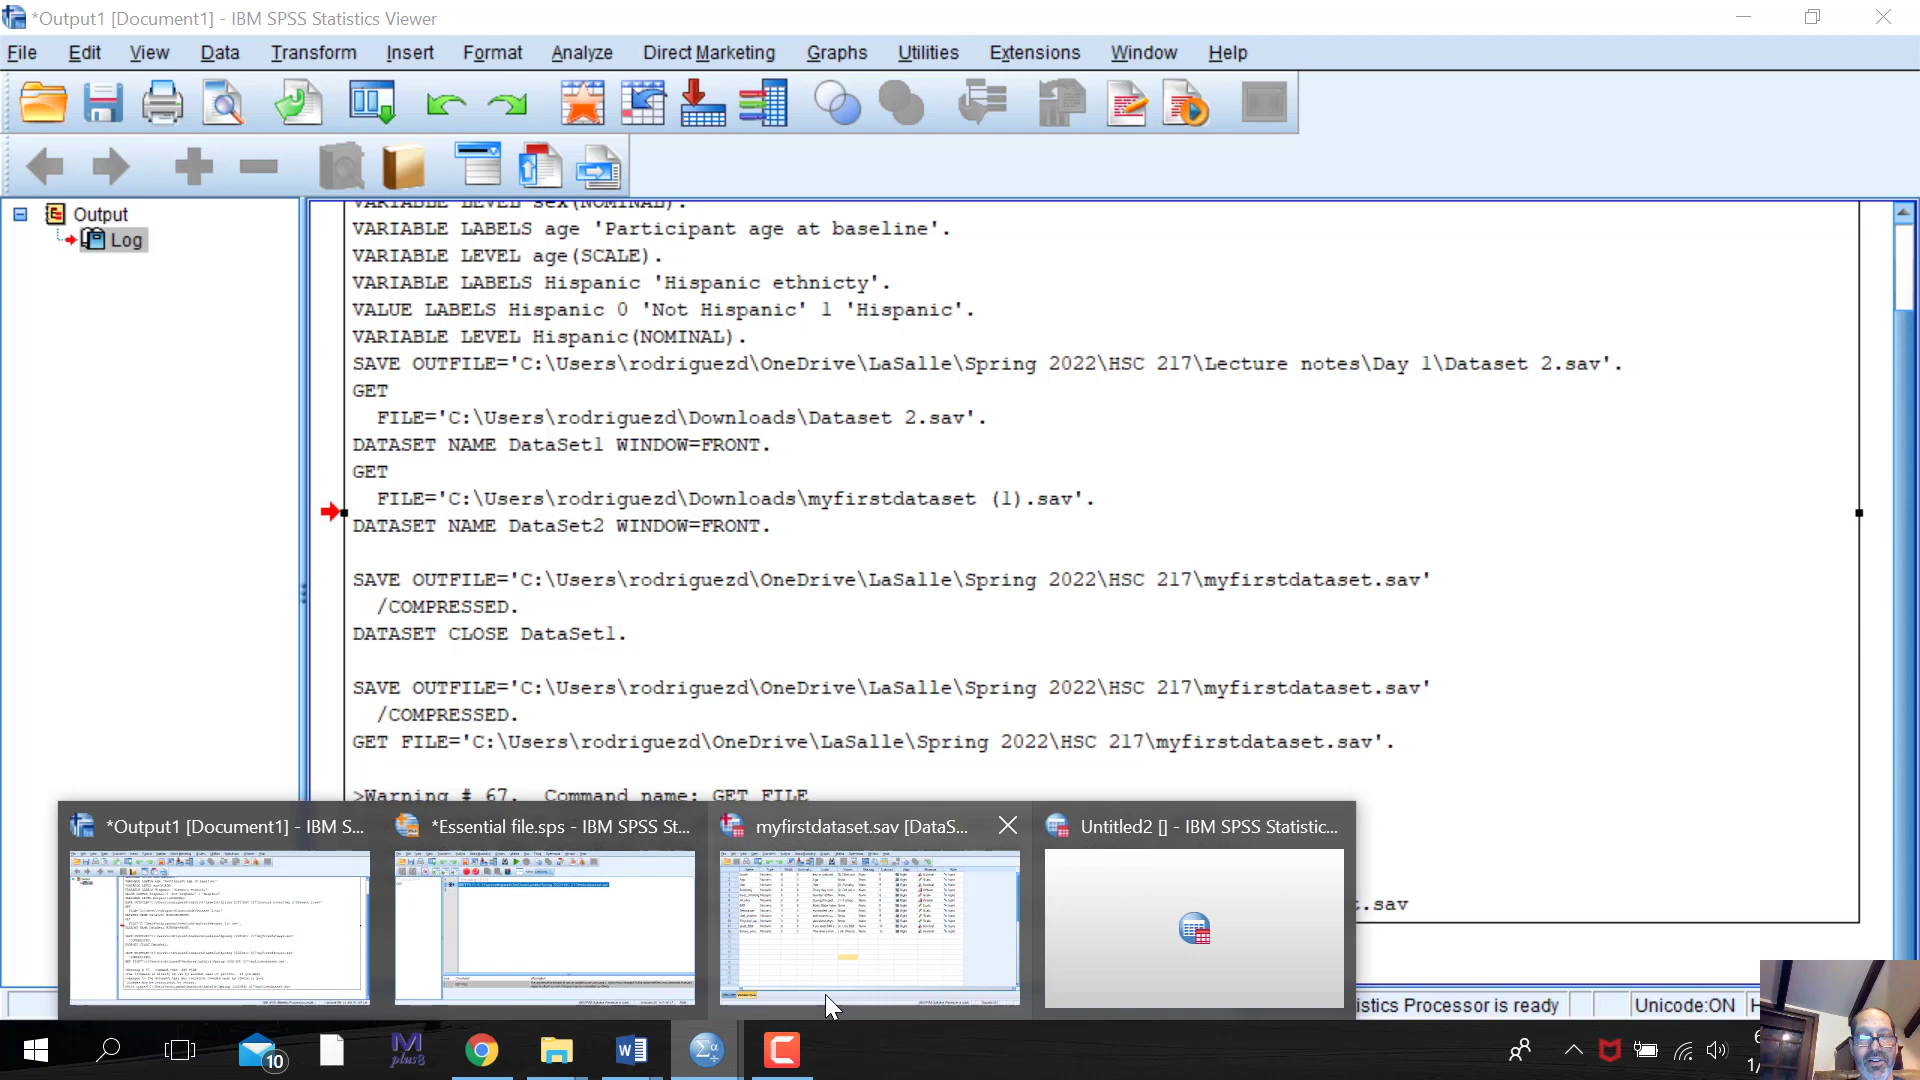 *Output1 [Document1] - IBM SPSS Statistics Viewer
File Edit View Data Transform Insert Format Analyze Direct Marketing Graphs Utilities Extensions Window Help
Output
Log
VARIABLE LEVEL sex(NOMINAL).
VARIABLE LABELS age 'Participant age at baseline'.
VARIABLE LEVEL age(SCALE).
VARIABLE LABELS Hispanic 'Hispanic ethnicty'.
VALUE LABELS Hispanic 0 'Not Hispanic' 1 'Hispanic'.
VARIABLE LEVEL Hispanic(NOMINAL).
SAVE OUTFILE='C:\Users\rodriguezd\OneDrive\LaSalle\Spring 2022\HSC 217\Lecture notes\Day 1\Dataset 2.sav'.
GET
FILE='C:\Users\rodriguezd\Downloads\Dataset 2.sav'.
DATASET NAME DataSet1 WINDOW=FRONT.
GET
FILE='C:\Users\rodriguezd\Downloads\myfirstdataset (1).sav'.
DATASET NAME DataSet2 WINDOW=FRONT.
SAVE OUTFILE='C:\Users\rodriguezd\OneDrive\LaSalle\Spring 2022\HSC 217\myfirstdataset.sav'
/COMPRESSED.
DATASET CLOSE DataSet1.
SAVE OUTFILE='C:\Users\rodriguezd\OneDrive\LaSalle\Spring 2022\HSC 217\myfirstdataset.sav'
/COMPRESSED.
GET FILE='C:\Users\rodriguezd\OneDrive\LaSalle\Spring 2022\HSC 217\myfirstdataset.sav'.
>Warning # 67. Command name: GET FILE
*Output1 [Document1] - IBM S... *Essential file.sps - IBM SPSS St... myfirstdataset.sav [DataS... Untitled2 [] - IBM SPSS Statistic...
t.sav
istics Processor is ready Unicode:ON H
10 M plus8 W